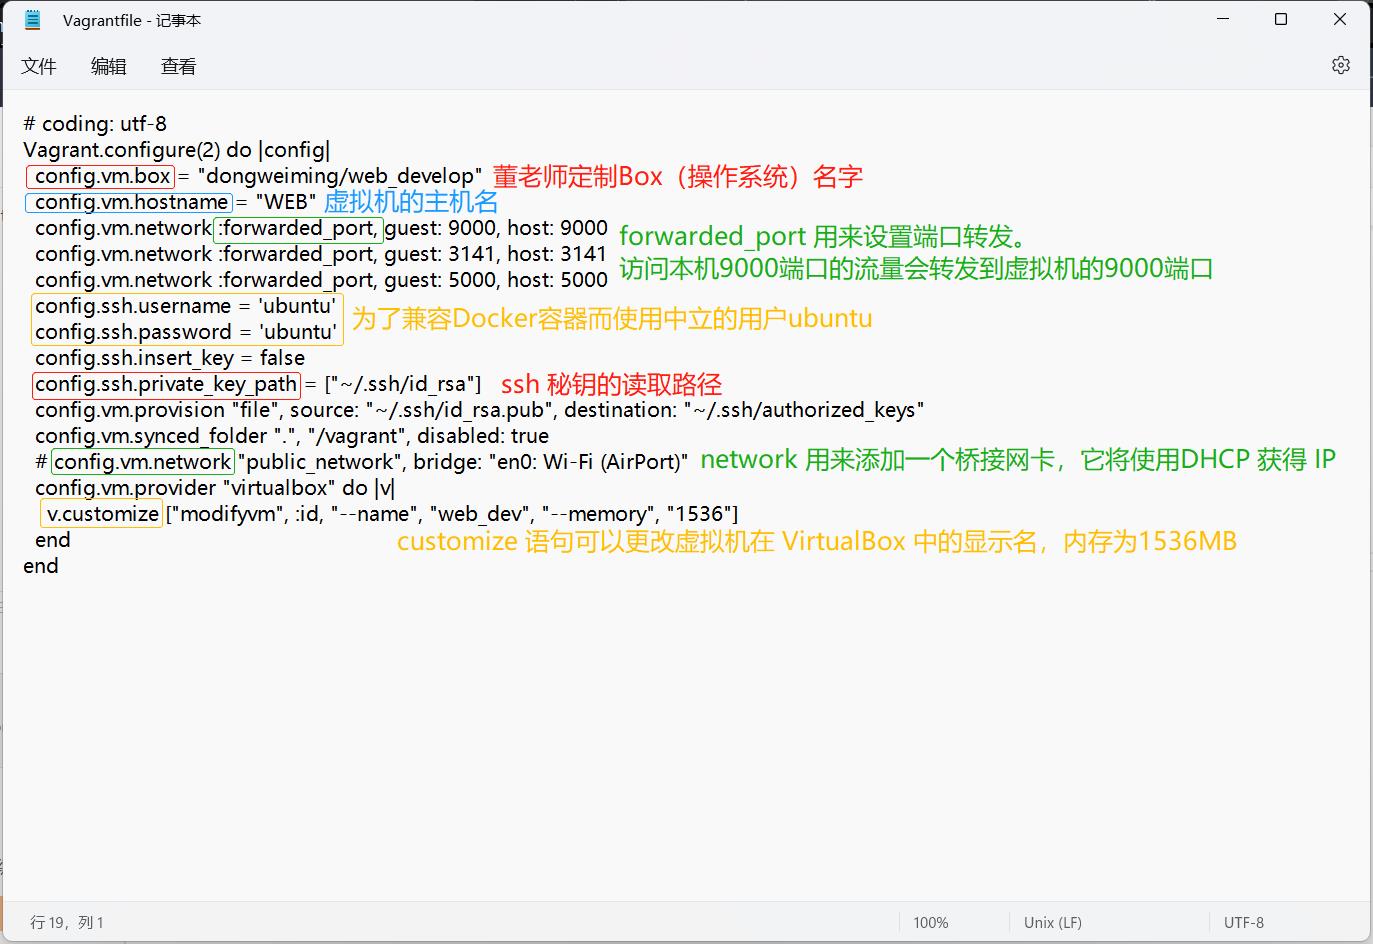 Vagrantfile - 记事本
文件 编辑 查看
# coding: utf-8
Vagrant.configure(2) do |config|
config.vm.box = "dongweiming/web_develop" 董老师定制Box（操作系统）名字
config.vm.hostname = "WEB" 虚拟机的主机名
config.vm.network :forwarded_port, guest: 9000, host: 9000
forwarded_port 用来设置端口转发。
config.vm.network :forwarded_port, guest: 3141, host: 3141
访问本机9000端口的流量会转发到虚拟机的9000端口
config.vm.network :forwarded_port, guest: 5000, host: 5000
config.ssh.username = 'ubuntu'
为了兼容Docker容器而使用中立的用户ubuntu
config.ssh.password = 'ubuntu'
config.ssh.insert_key = false
config.ssh.private_key_path = ["~/.ssh/id_rsa"] ssh 秘钥的读取路径
config.vm.provision "file", source: "~/.ssh/id_rsa.pub", destination: "~/.ssh/authorized_keys"
config.vm.synced_folder ".", "/vagrant", disabled: true
# config.vm.network "public_network", bridge: "en0: Wi-Fi (AirPort)" network 用来添加一个桥接网卡，它将使用DHCP 获得 IP
config.vm.provider "virtualbox" do |v|
v.customize ["modifyvm", :id, "--name", "web_dev", "--memory", "1536"]
end
customize 语句可以更改虚拟机在 VirtualBox 中的显示名，内存为1536MB
end
行 19，列 1 100% Unix (LF) UTF-8